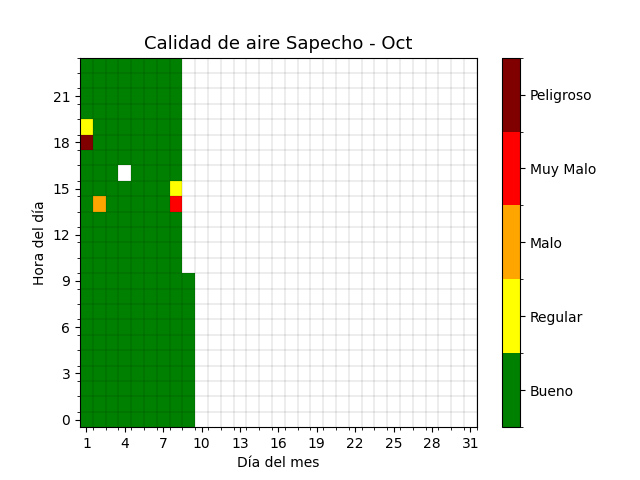 Calidad de aire Sapecho - Oct
Hora del día
21
18
15
12
9
6
3
0
1 4 7 10 13 16 19 22 25 28 31
Día del mes
Peligroso
Muy Malo
Malo
Regular
Bueno